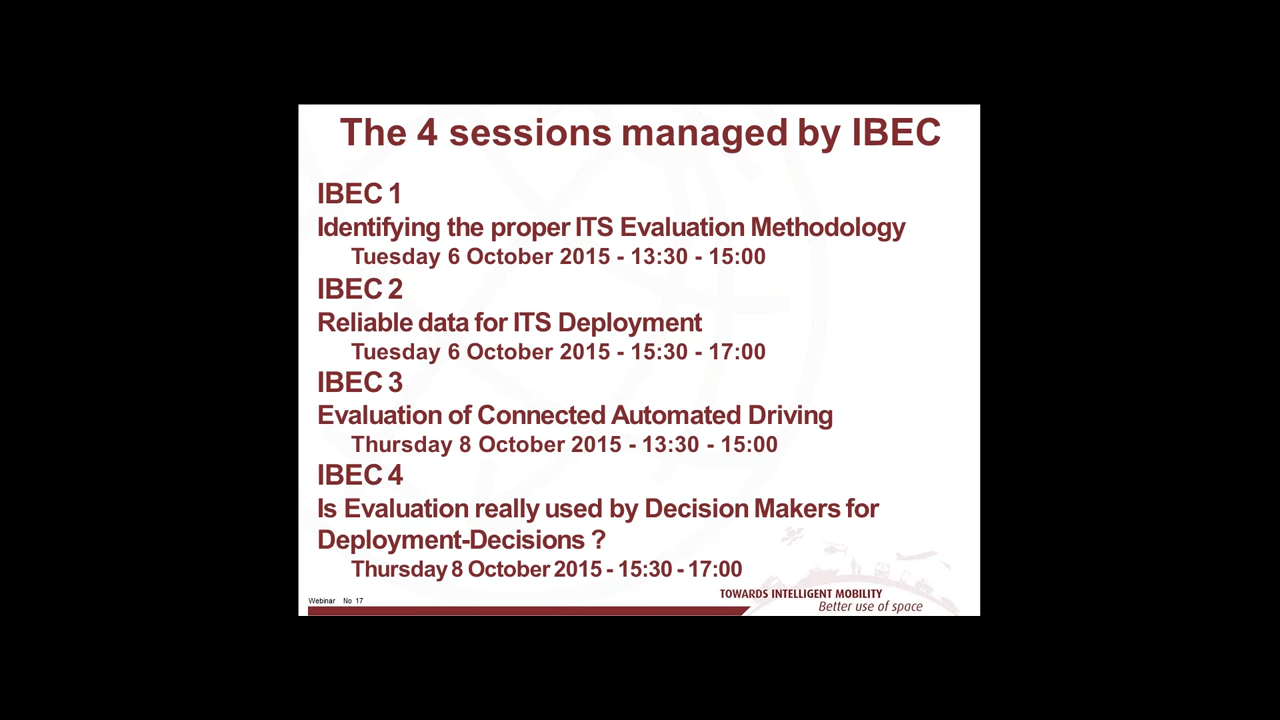 The 4 sessions managed by IBEC
IBEC 1
Identifying the proper ITS Evaluation Methodology
Tuesday 6 October 2015 - 13:30 - 15:00
IBEC 2
Reliable data for ITS Deployment
Tuesday 6 October 2015 - 15:30 - 17:00
IBEC 3
Evaluation of Connected Automated Driving
Thursday 8 October 2015 - 13:30 - 15:00
IBEC 4
Is Evaluation really used by Decision Makers for
Deployment-Decisions ?
Thursday 8 October 2015 - 15:30 - 17:00
Webinar No 17
TOWARDS INTELLIGENT MOBILITY
Better use of space